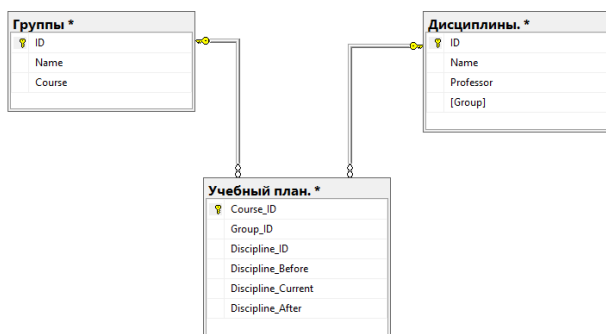 Группы *
ID
Name
Course
Дисциплины. *
ID
Name
Professor
[Group]
Учебный план. *
Course_ID
Group_ID
Discipline_ID
Discipline_Before
Discipline_Current
Discipline_After